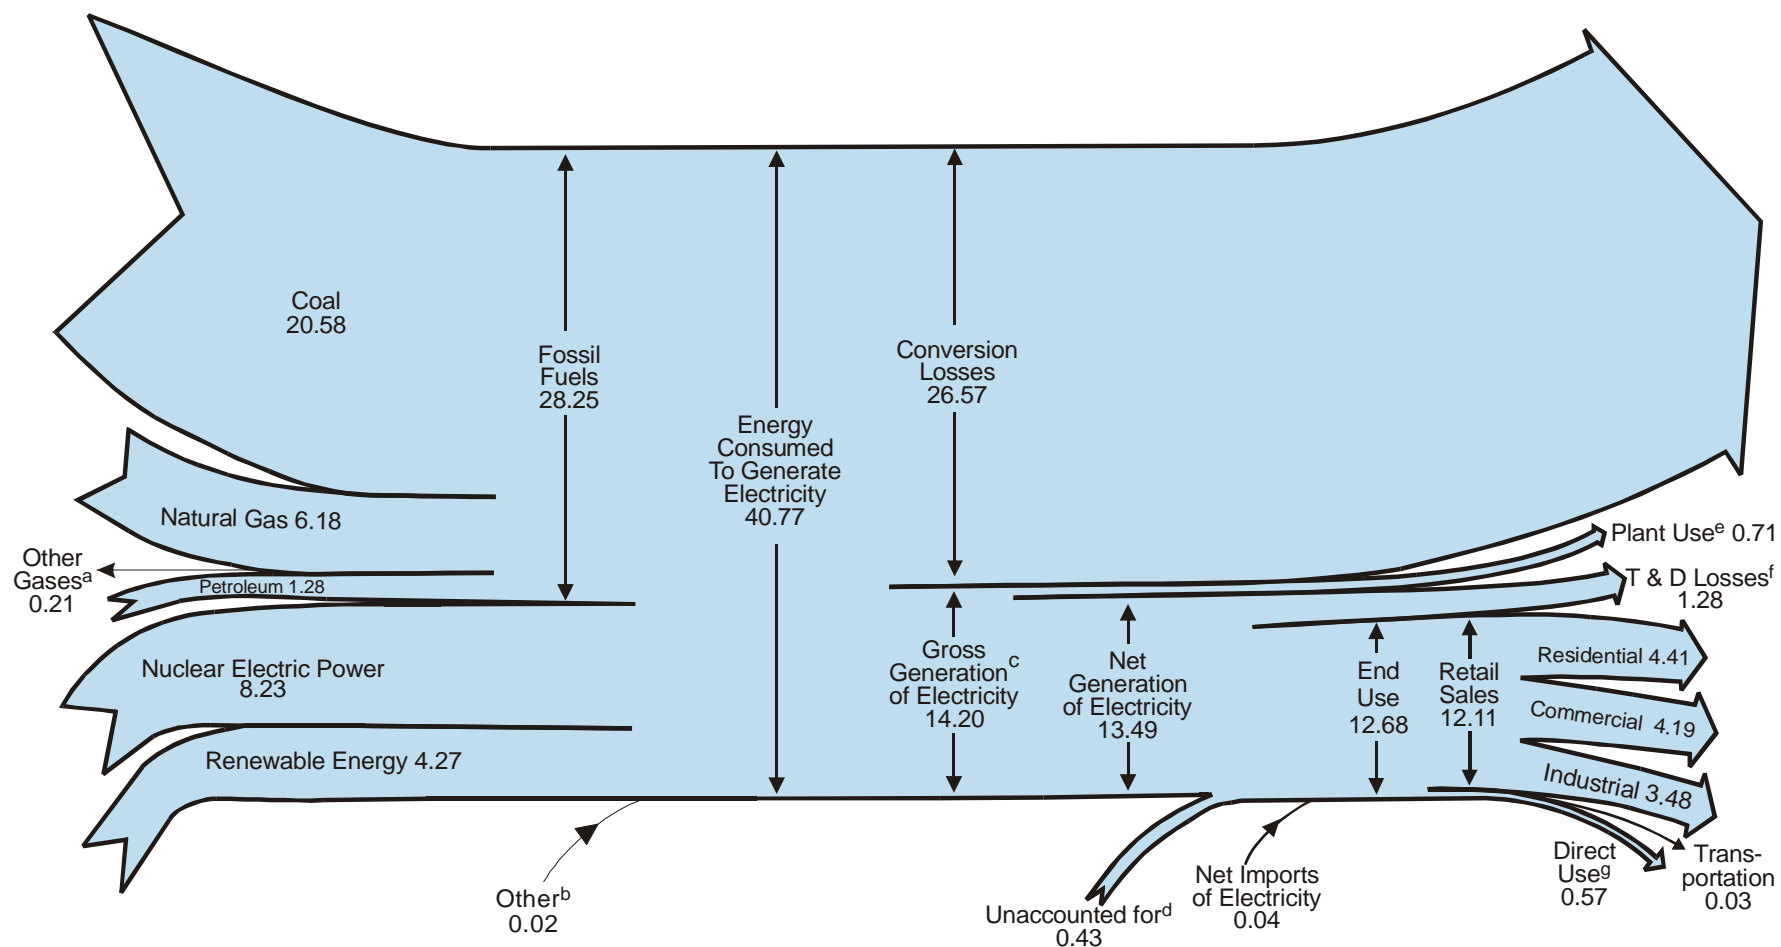 Coal
20.58
Fossil
Fuels
28.25
Energy
Consumed
To Generate
Electricity
40.77
Conversion
Losses
26.57
Natural Gas 6.18
Other
Gasesᵃ
0.21
Petroleum 1.28
Nuclear Electric Power
8.23
Renewable Energy 4.27
Otherᵇ
0.02
Gross
Generationᶜ
of Electricity
14.20
Net
Generation
of Electricity
13.49
Unaccounted forᵈ
0.43
Net Imports
of Electricity
0.04
End
Use
12.68
Retail
Sales
12.11
Plant Useᵉ 0.71
T & D Lossesᶠ
1.28
Residential 4.41
Commercial 4.19
Industrial 3.48
Direct
Useᵍ
0.57
Trans-
portation
0.03